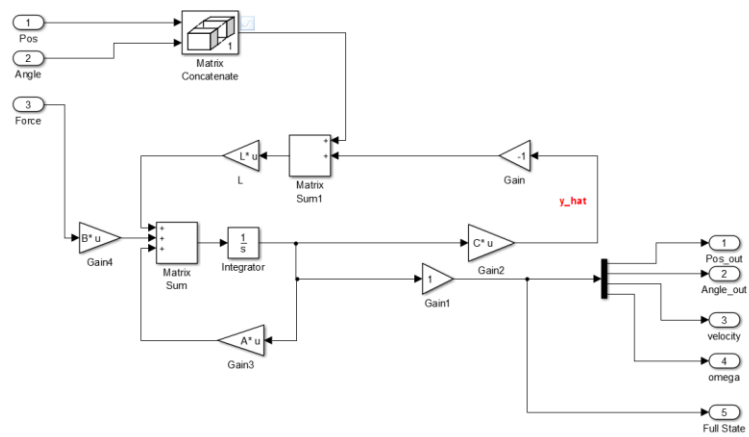 1
Pos
2
Angle
1
Matrix
Concatenate
3
Force
L* u
L
+
+
Matrix
Sum1
-1
Gain
y_hat
B* u
Gain4
+
+
+
Matrix
Sum
1
s
Integrator
C* u
Gain2
1
Gain1
A* u
Gain3
1
Pos_out
2
Angle_out
3
velocity
4
omega
5
Full State